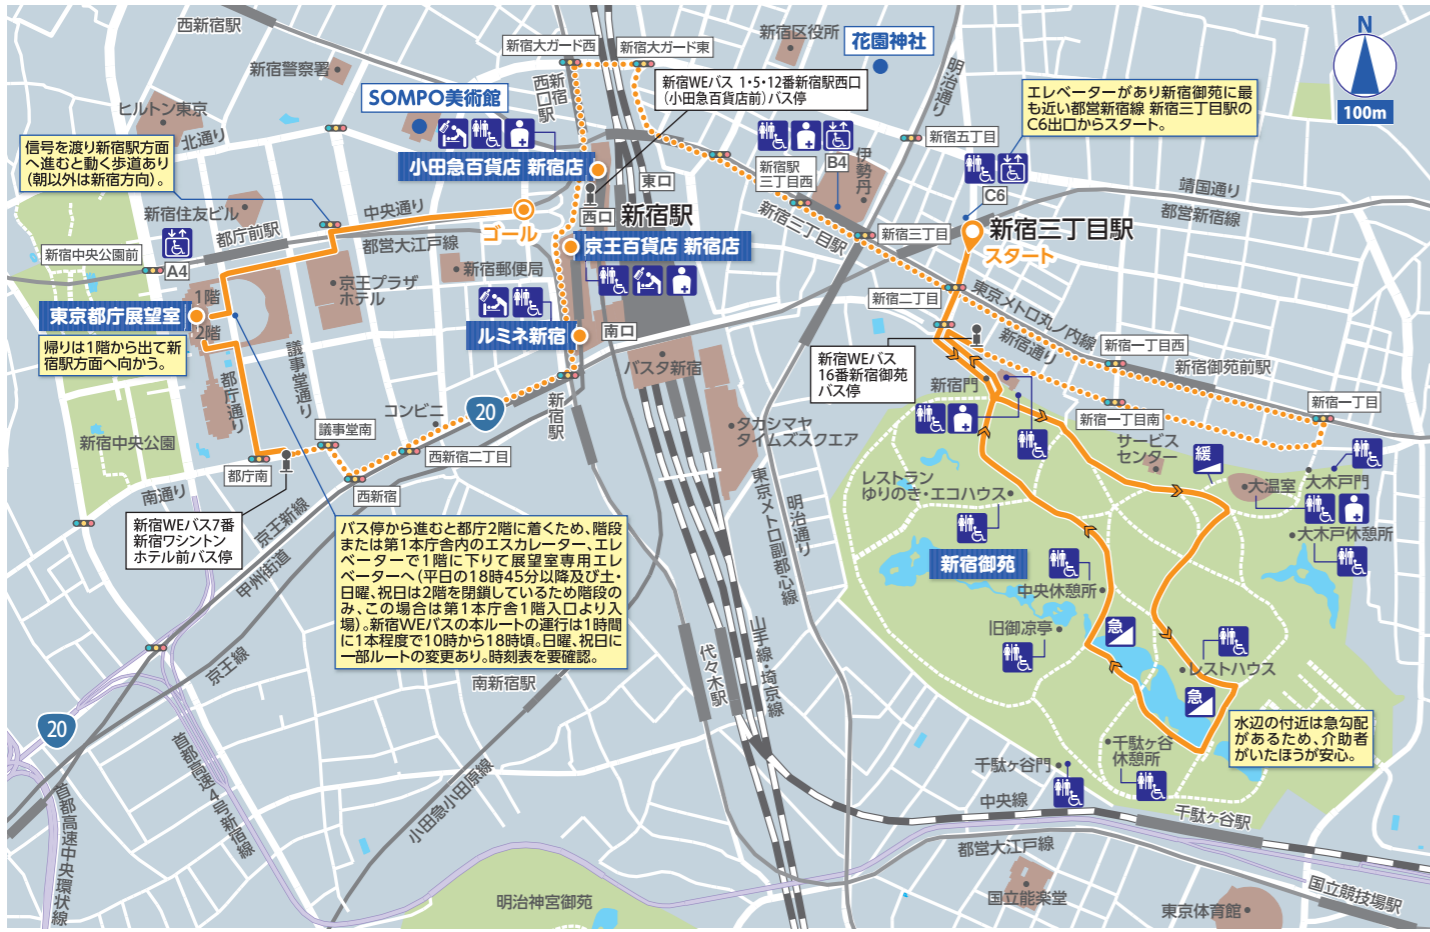 西新宿駅
新宿警察署
ヒルトン東京
北通り
SOMPO美術館
新宿大ガード西
新宿大ガード東
新宿
西口駅
新宿区役所
花園神社
明治通り
新宿WEバス 1・5・12番新宿駅西口
(小田急百貨店前)バス停
エレベーターがあり新宿御苑に最
も近い都営新宿線 新宿三丁目駅の
C6出口からスタート。
N
100m
信号を渡り新宿駅方面
へ進むと動く歩道あり
(朝以外は新宿方向)。
小田急百貨店 新宿店
東口
西口
新宿駅
新宿駅
三丁目西
B4
伊勢丹
新宿五丁目
C6
靖国通り
都営新宿線
新宿住友ビル
都庁前駅
中央通り
都営大江戸線
ゴール
京王百貨店 新宿店
新宿三丁目駅
新宿三丁目
新宿三丁目駅
スタート
新宿中央公園前
A4
京王プラザ
ホテル
新宿郵便局
1階
東京都庁展望室
2階
帰りは1階から出て新
宿駅方面へ向かう。
ルミネ新宿
南口
バスタ新宿
新宿駅
新宿二丁目
東京メトロ丸ノ内線
新宿通り
新宿一丁目西
新宿御苑前駅
新宿WEバス
16番新宿御苑
バス停
新宿門
新宿一丁目南
新宿一丁目
都庁通り
議事堂通り
コンビニ
20
議事堂南
西新宿二丁目
新宿中央公園
都庁南
西新宿
南通り
京王新線
甲州街道
新宿WEバス7番
新宿ワシントン
ホテル前バス停
タカシマヤ
タイムズスクエア
東京メトロ副都心線
明治通り
サービス
センター
緩
大温室
大木戸門
大木戸休憩所
レストラン
ゆりのき・エコハウス
新宿御苑
中央休憩所
旧御凉亭
急
レストハウス
急
水辺の付近は急勾配
があるため、介助者
がいたほうが安心。
千駄ヶ谷
休憩所
千駄ヶ谷門
バス停から進むと都庁2階に着くため、階段
または第1本庁舎内のエスカレーター、エレ
ベーターで1階に下りて展望室専用エレ
ベーターへ(平日の18時45分以降及び土・
日曜、祝日は2階を閉鎖しているため階段の
み、この場合は第1本庁舎1階入口より入
場)。新宿WEバスの本ルートの運行は1時間
に1本程度で10時から18時頃。日曜、祝日に
一部ルートの変更あり。時刻表を要確認。
京王線
20
首都高速中央環状線
首都高速4号新宿線
南新宿駅
小田急小田原線
代々木駅
山手線・埼京線
中央線
千駄ヶ谷駅
都営大江戸線
国立能楽堂
東京体育館
国立競技場駅
明治神宮御苑